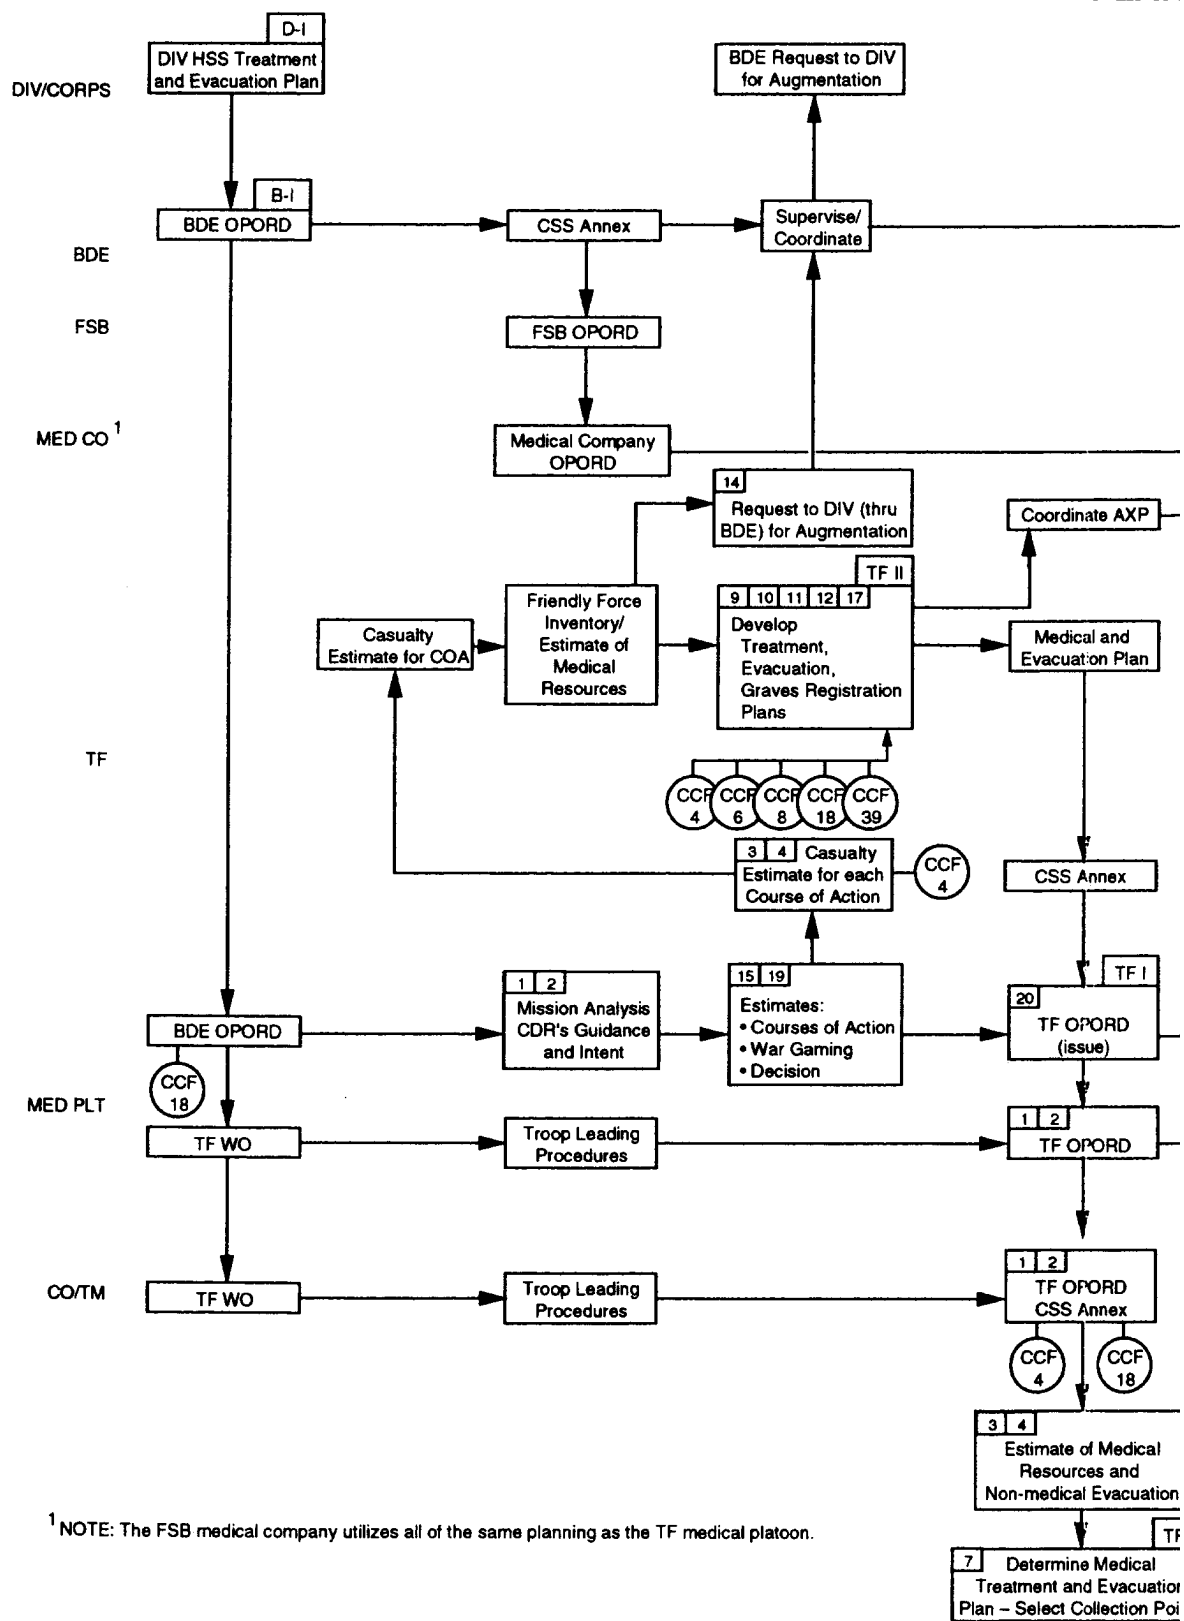 D-I
DIV HSS Treatment
and Evacuation Plan
BDE Request to DIV
for Augmentation
DIV/CORPS
B-I
BDE OPORD
CSS Annex
Supervise/
Coordinate
BDE
FSB
FSB OPORD
MED CO 1
Medical Company
OPORD
14
Request to DIV (thru
BDE) for Augmentation
Coordinate AXP
TF II
9 10 11 12 17
Develop
Treatment,
Evacuation,
Graves Registration
Plans
Friendly Force
Inventory/
Estimate of
Medical
Resources
Casualty
Estimate for COA
Medical and
Evacuation Plan
TF
CCF
4
CCF
6
CCF
8
CCF
18
CCF
39
3 4 Casualty
Estimate for each
Course of Action
CCF
4
CSS Annex
TF I
1 2
Mission Analysis
CDR's Guidance
and Intent
15 19
Estimates:
• Courses of Action
• War Gaming
• Decision
20
TF OPORD
(issue)
BDE OPORD
CCF
18
MED PLT
TF WO
Troop Leading
Procedures
1 2
TF OPORD
CO/TM
TF WO
Troop Leading
Procedures
1 2
TF OPORD
CSS Annex
CCF
4
CCF
18
3 4
Estimate of Medical
Resources and
Non-medical Evacuation
1 NOTE: The FSB medical company utilizes all of the same planning as the TF medical platoon.
TF
7 Determine Medical
Treatment and Evacuation
Plan – Select Collection